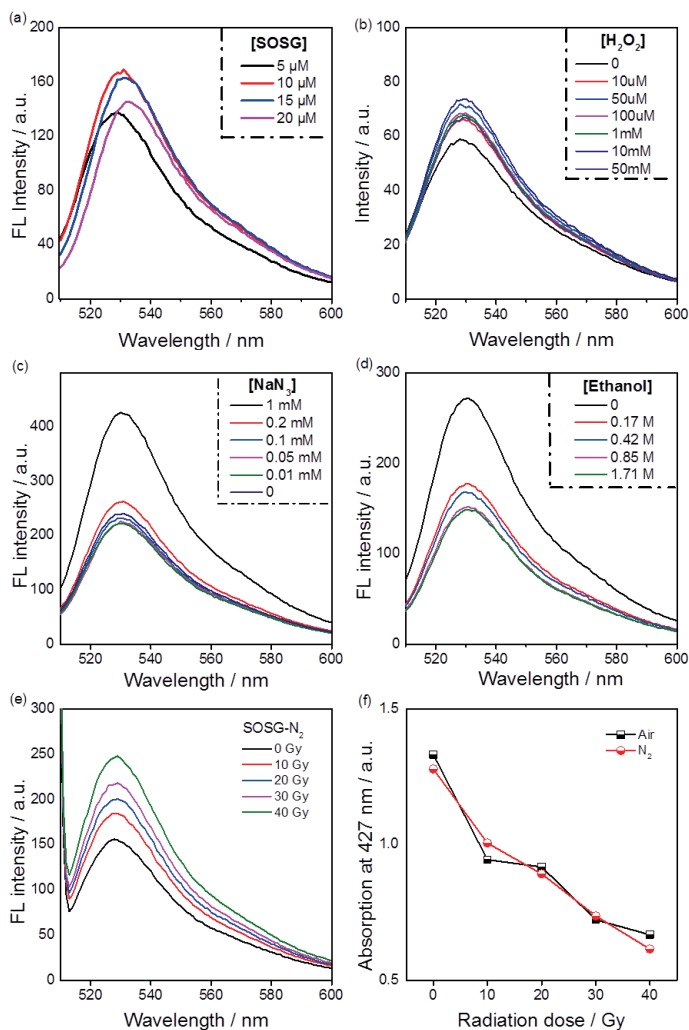 (a)
[SOSG]
5 µM
10 µM
15 µM
20 µM
200
160
120
80
40
0
520 540 560 580 600
FL Intensity / a.u.
Wavelength / nm
(b)
[H₂O₂]
0
10uM
50uM
100uM
1mM
10mM
50mM
100
80
60
40
20
0
520 540 560 580 600
Intensity / a.u.
Wavelength / nm
(c)
[NaN₃]
1 mM
0.2 mM
0.1 mM
0.05 mM
0.01 mM
0
400
300
200
100
0
520 540 560 580 600
FL intensity / a.u.
Wavelength / nm
(d)
[Ethanol]
0
0.17 M
0.42 M
0.85 M
1.71 M
300
200
100
0
520 540 560 580 600
FL intensity / a.u.
Wavelength / nm
(e)
SOSG-N₂
0 Gy
10 Gy
20 Gy
30 Gy
40 Gy
300
250
200
150
100
50
0
520 540 560 580 600
FL intensity / a.u.
Wavelength / nm
(f)
Air
N₂
1.5
1.0
0.5
0 10 20 30 40
Absorption at 427 nm / a.u.
Radiation dose / Gy